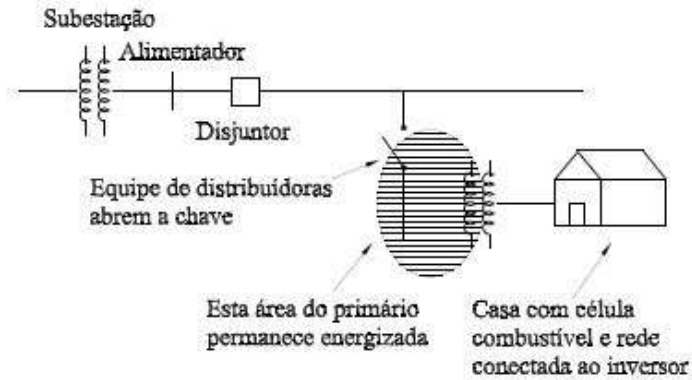 Subestação
Alimentador
Disjuntor
Equipe de distribuídoras
abrem a chave
Esta área do primário
permanece energizada
Casa com célula
combustível e rede
conectada ao inversor